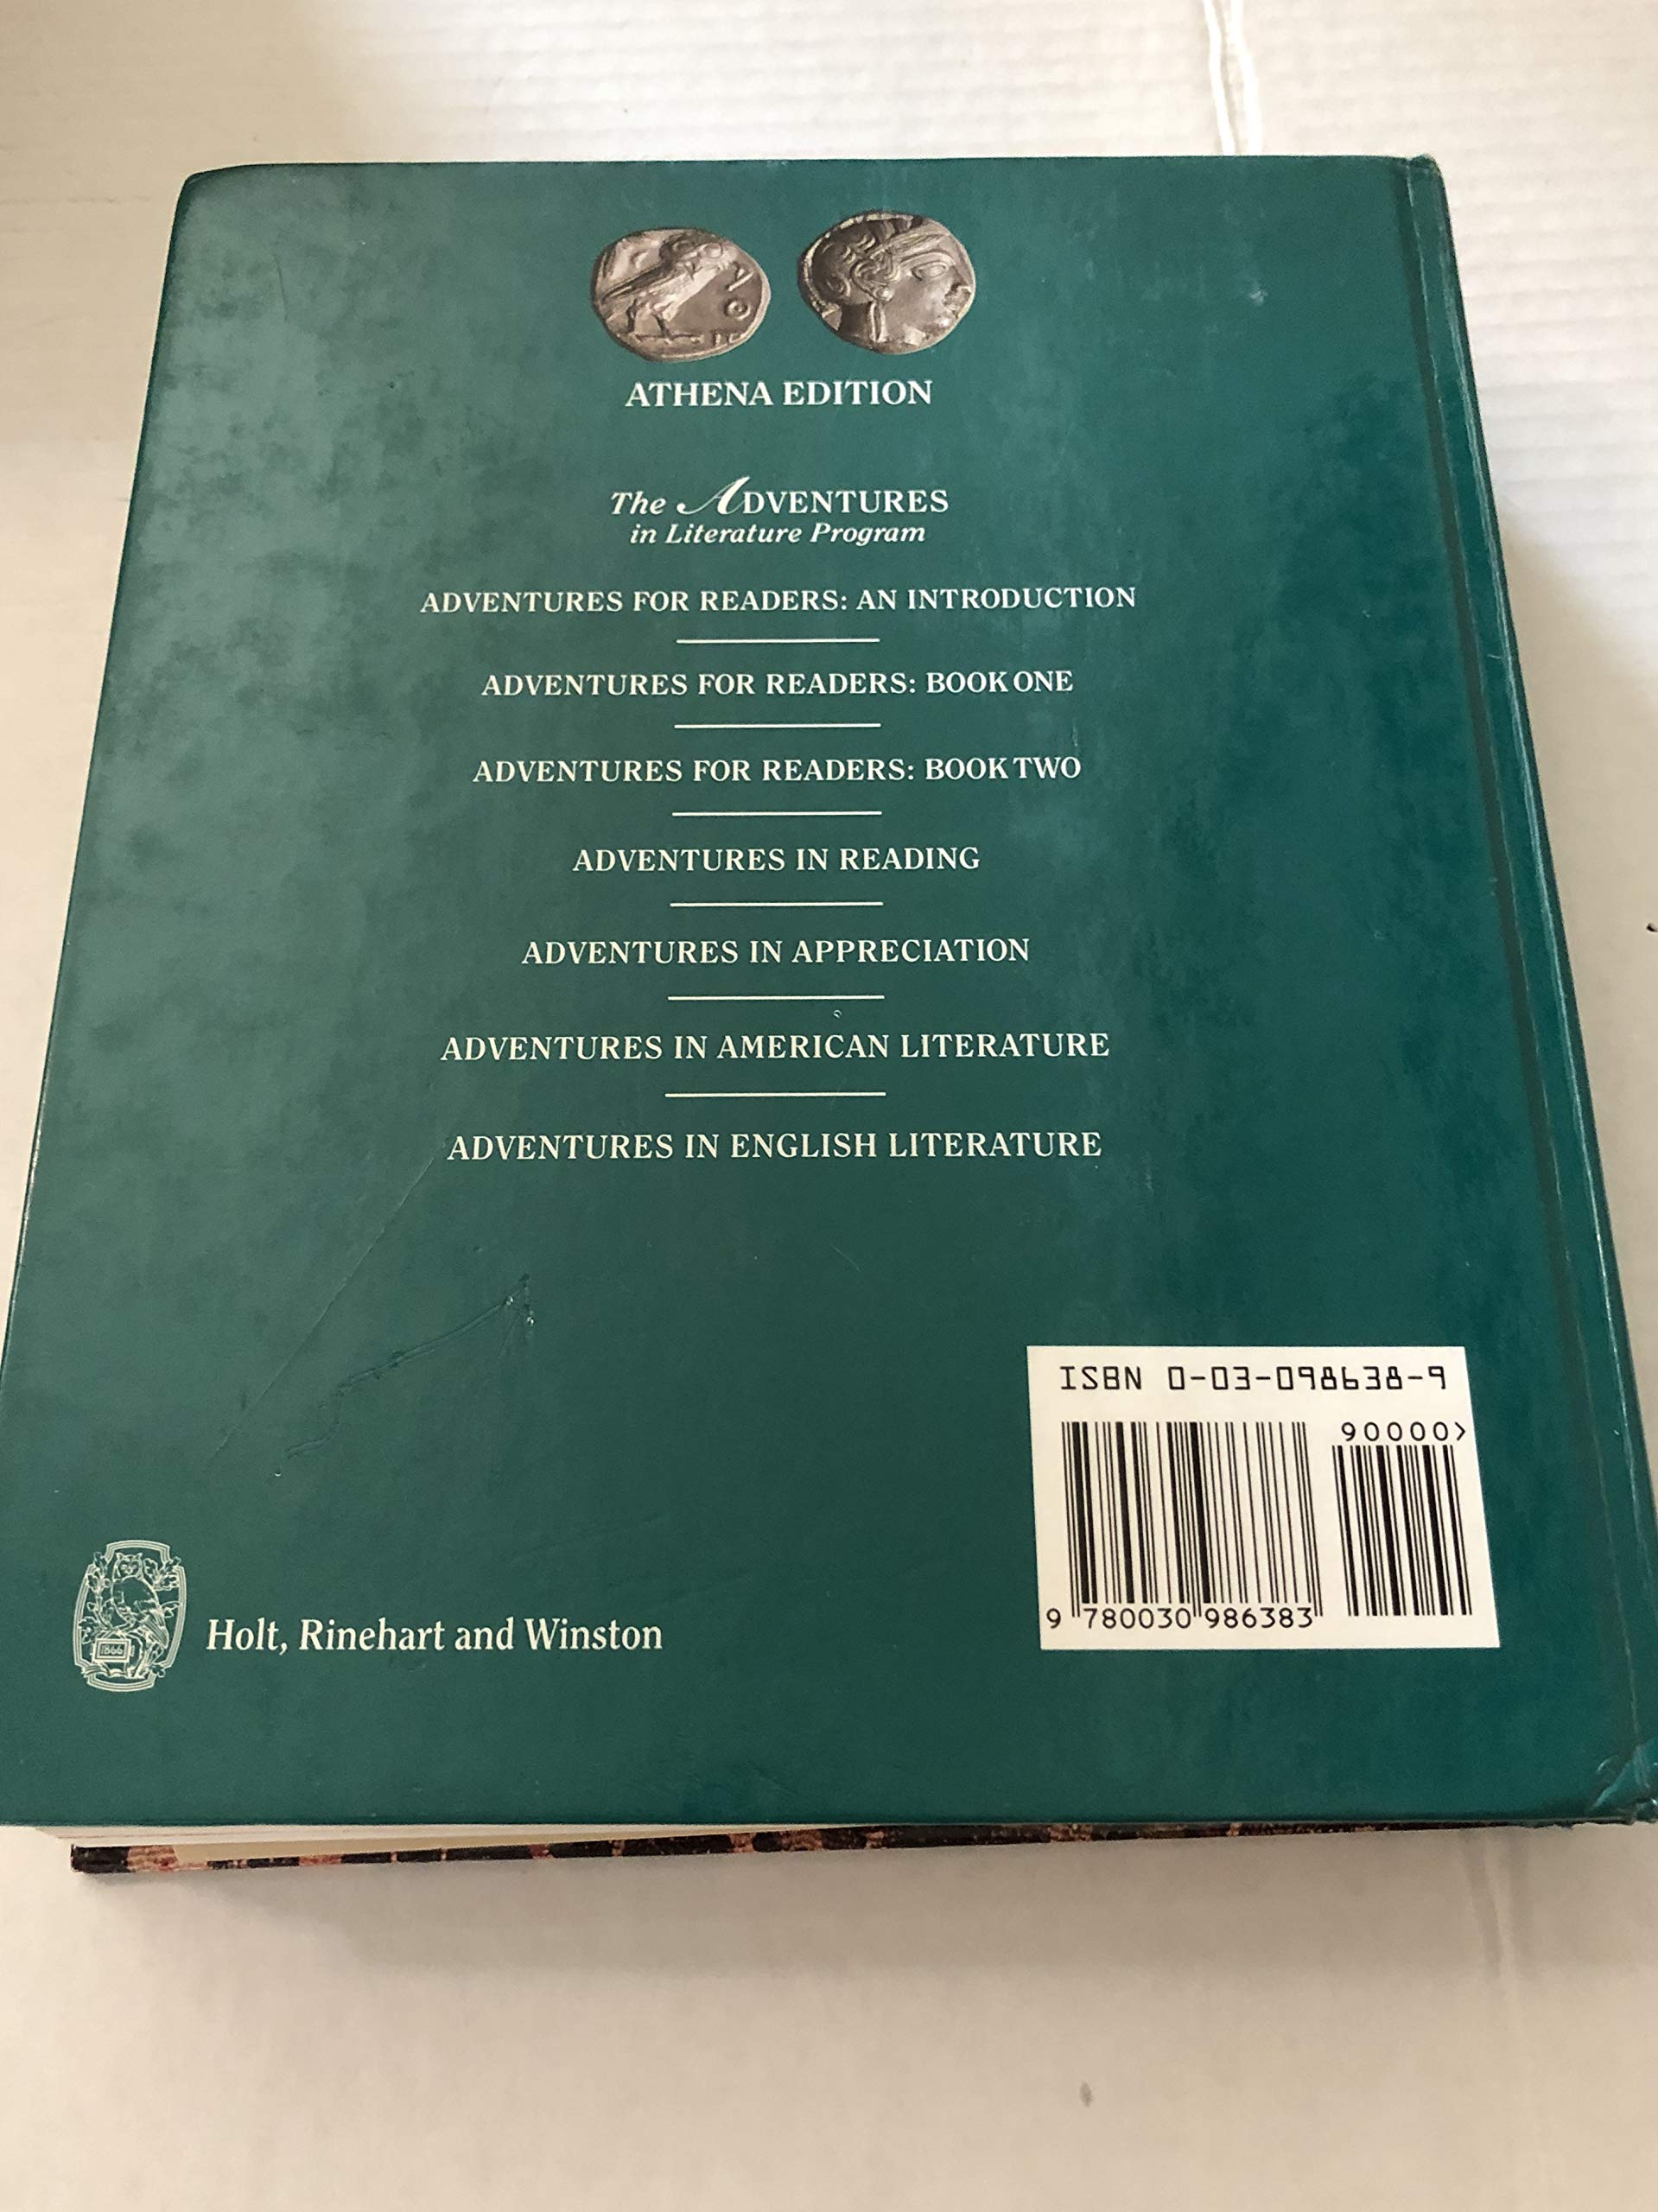 ATHENA EDITION
The ADVENTURES
in Literature Program
ADVENTURES FOR READERS: AN INTRODUCTION
ADVENTURES FOR READERS: BOOK ONE
ADVENTURES FOR READERS: BOOK TWO
ADVENTURES IN READING
ADVENTURES IN APPRECIATION
ADVENTURES IN AMERICAN LITERATURE
ADVENTURES IN ENGLISH LITERATURE
ISBN 0-03-098638-9
90000>
9 780030 986383
1866
Holt, Rinehart and Winston